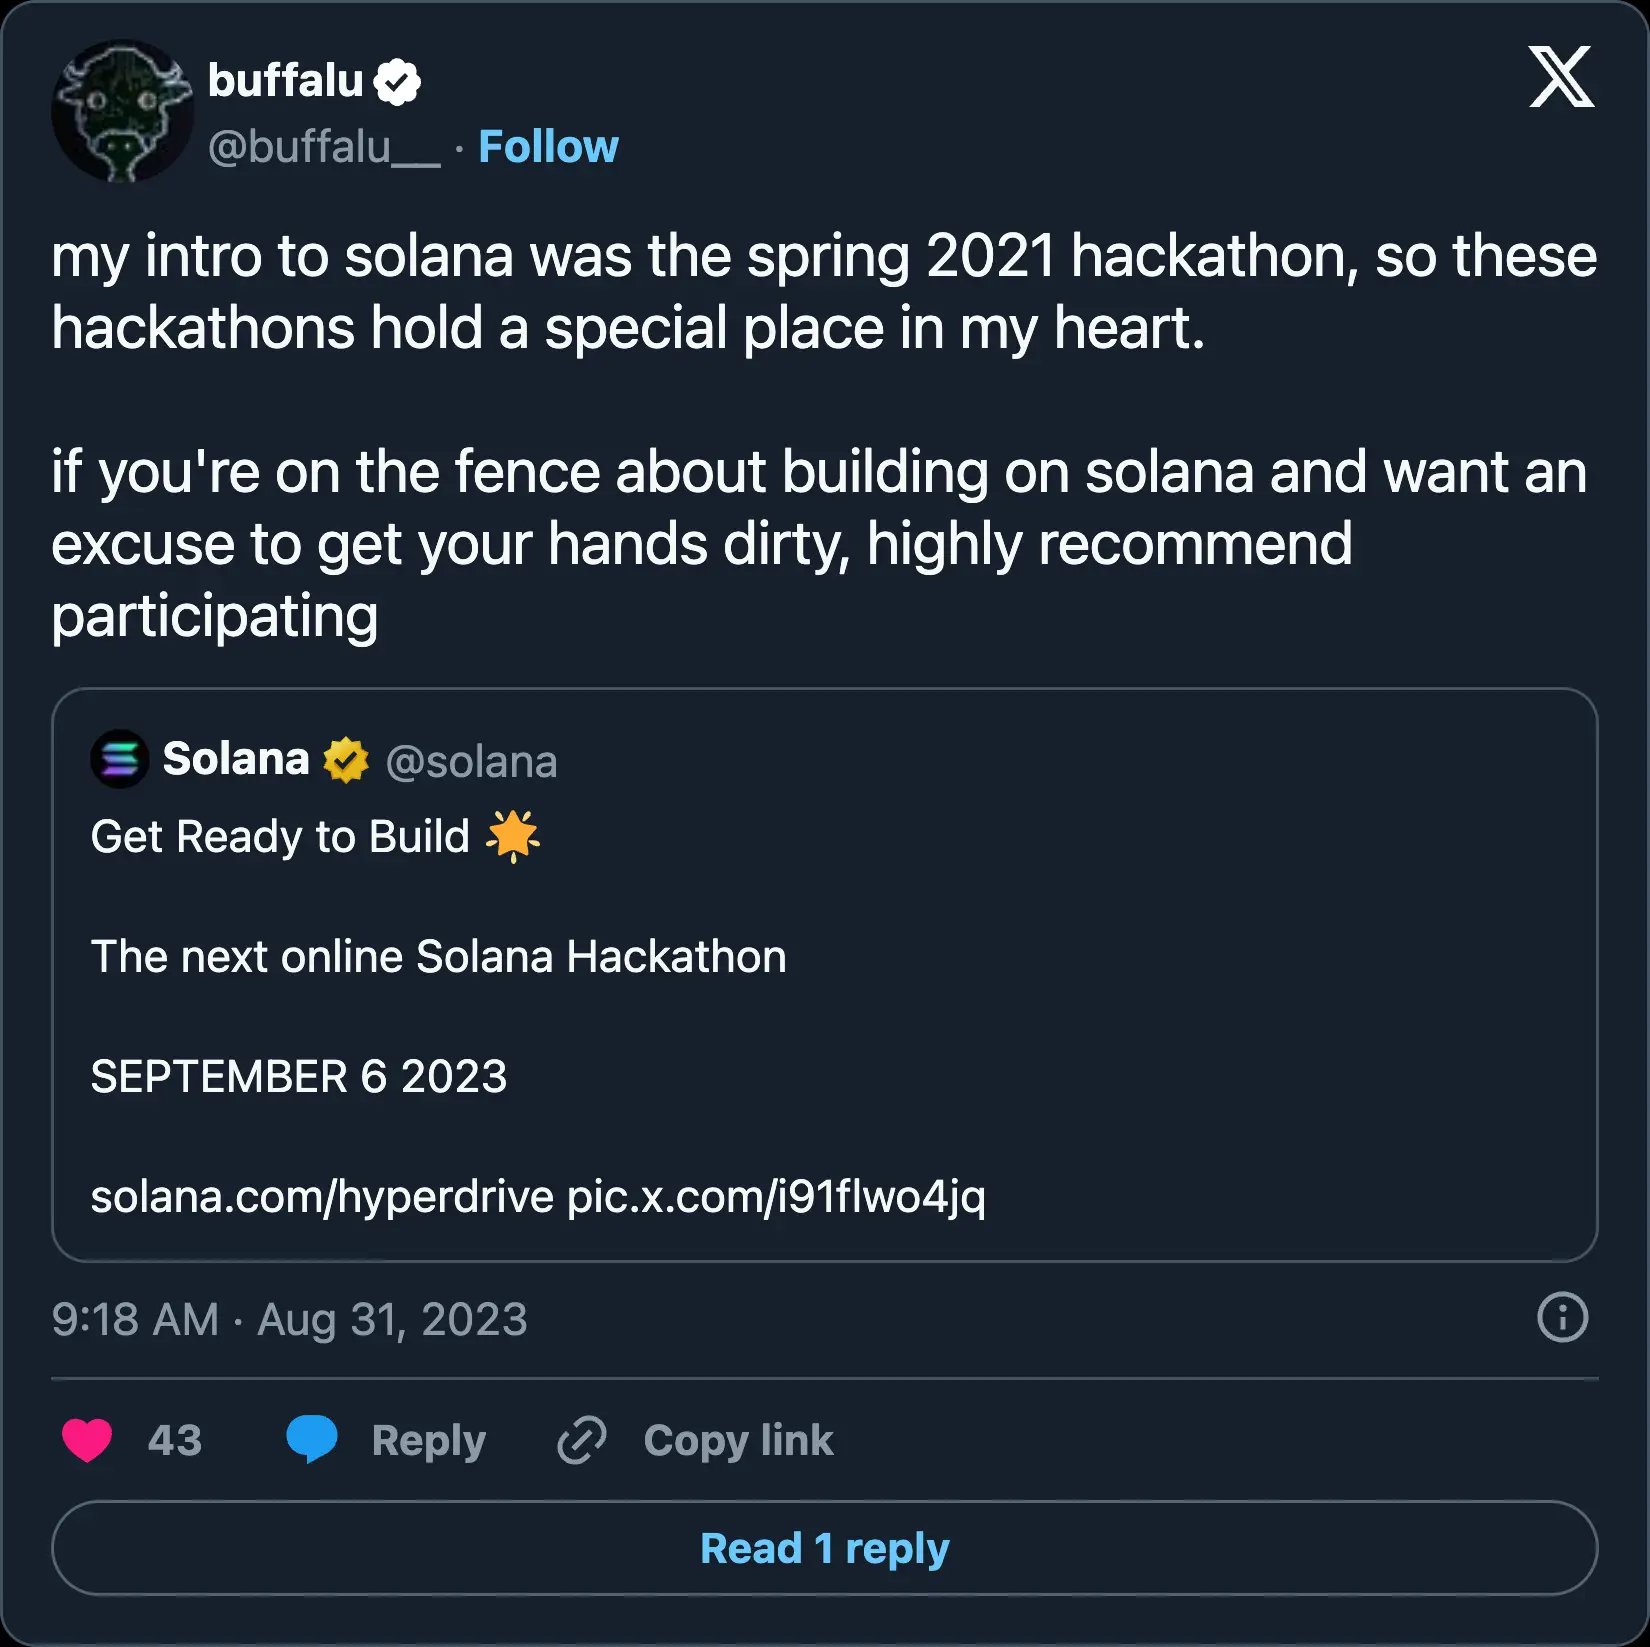 buffalu
@buffalu__ · Follow
my intro to solana was the spring 2021 hackathon, so these
hackathons hold a special place in my heart.
if you're on the fence about building on solana and want an
excuse to get your hands dirty, highly recommend
participating
Solana @solana
Get Ready to Build 🌟
The next online Solana Hackathon
SEPTEMBER 6 2023
solana.com/hyperdrive pic.x.com/i91flwo4jq
9:18 AM · Aug 31, 2023
43 Reply Copy link
Read 1 reply